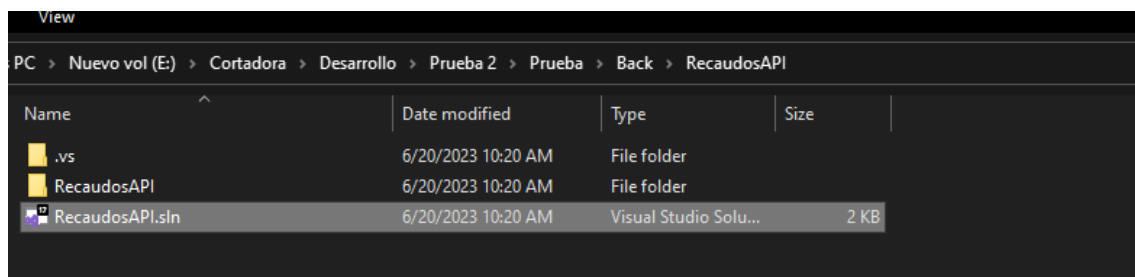 View
PC > Nuevo vol (E:) > Cortadora > Desarrollo > Prueba 2 > Prueba > Back > RecaudosAPI
Name Date modified Type Size
.vs 6/20/2023 10:20 AM File folder
RecaudosAPI 6/20/2023 10:20 AM File folder
RecaudosAPI.sln 6/20/2023 10:20 AM Visual Studio Solu... 2 KB